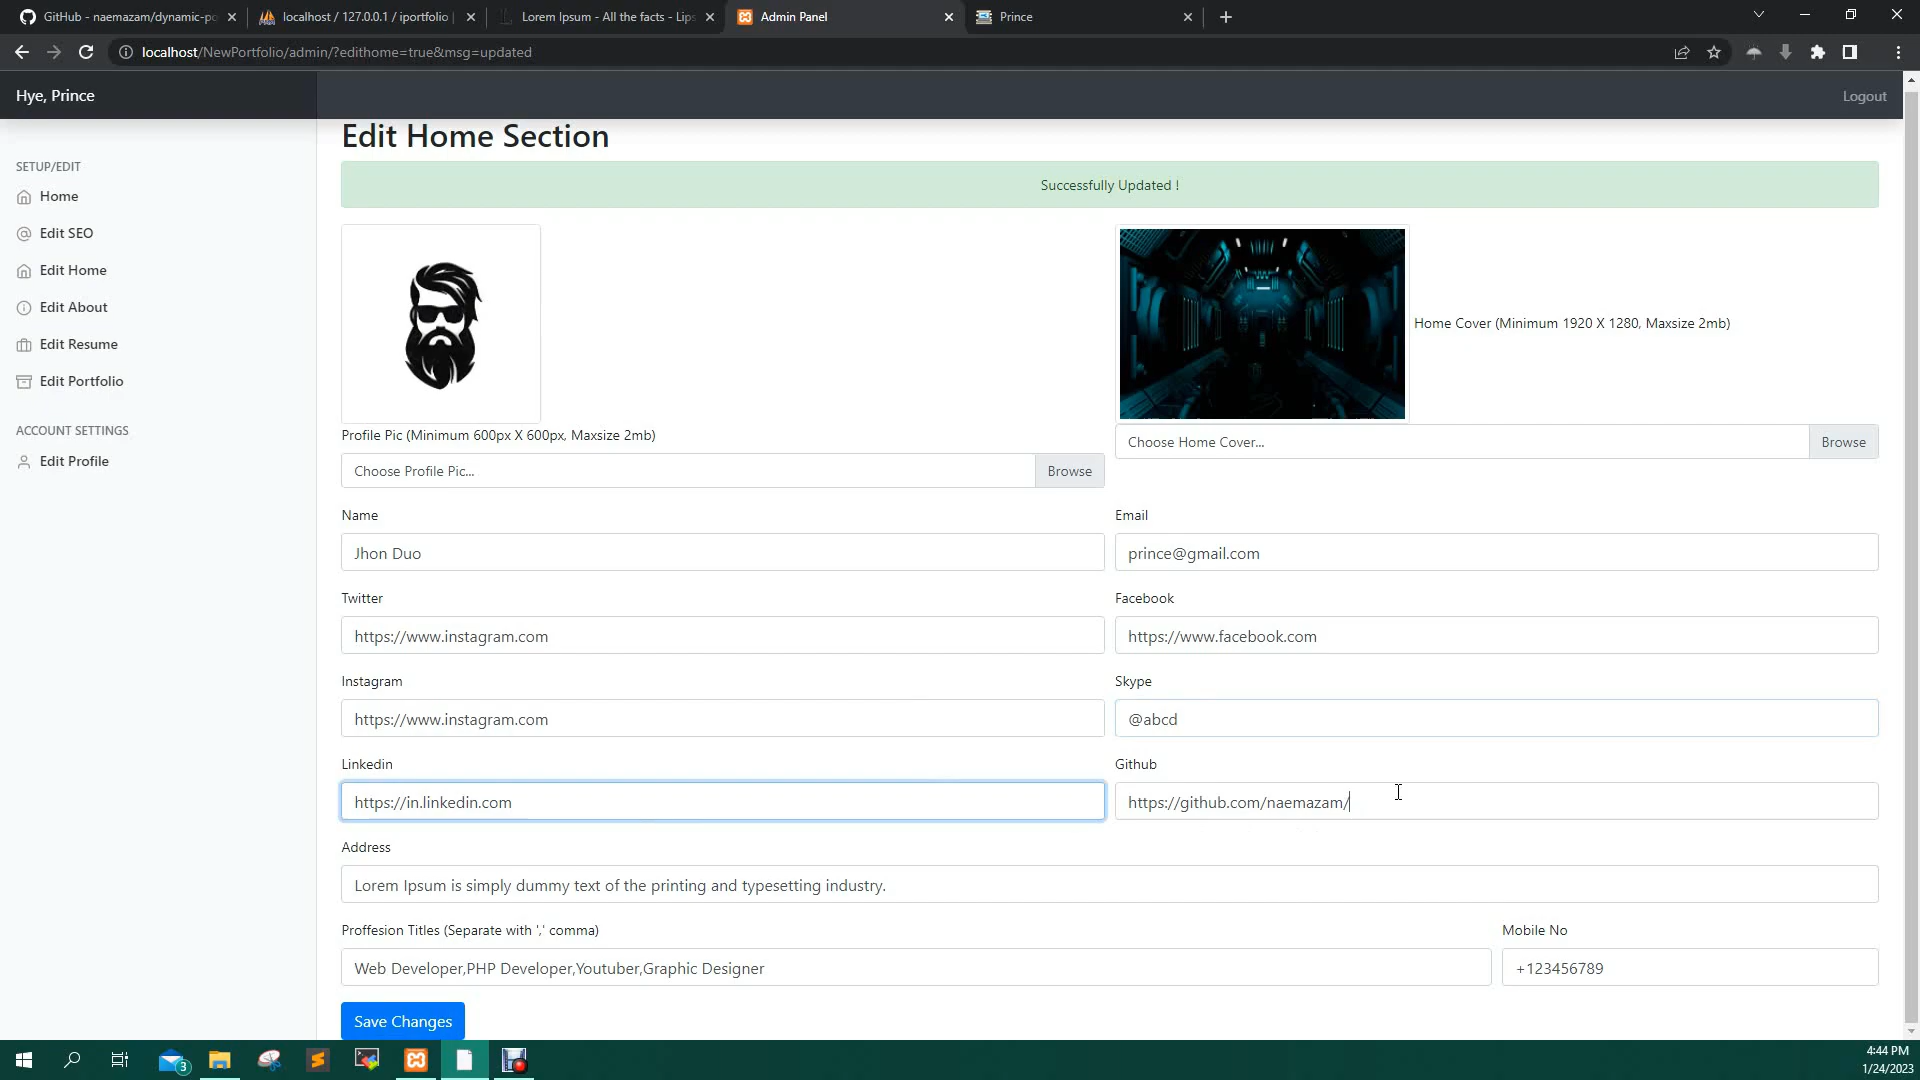 GitHub - naemazam/dynamic-po
localhost / 127.0.0.1 / iportfolio |
Lorem Ipsum - All the facts - Lips
Admin Panel
Prince
localhost/NewPortfolio/admin/?edithome=true&msg=updated
Hye, Prince
Logout
SETUP/EDIT
Home
Edit SEO
Edit Home
Edit About
Edit Resume
Edit Portfolio
ACCOUNT SETTINGS
Edit Profile
Edit Home Section
Successfully Updated !
Home Cover (Minimum 1920 X 1280, Maxsize 2mb)
Profile Pic (Minimum 600px X 600px, Maxsize 2mb)
Choose Home Cover... Browse
Choose Profile Pic... Browse
Name Email
Jhon Duo prince@gmail.com
Twitter Facebook
https://www.instagram.com https://www.facebook.com
Instagram Skype
https://www.instagram.com @abcd
Linkedin Github
https://in.linkedin.com https://github.com/naemazam/
Address
Lorem Ipsum is simply dummy text of the printing and typesetting industry.
Proffesion Titles (Separate with ',' comma) Mobile No
Web Developer,PHP Developer,Youtuber,Graphic Designer +123456789
Save Changes
3
4:44 PM
1/24/2023